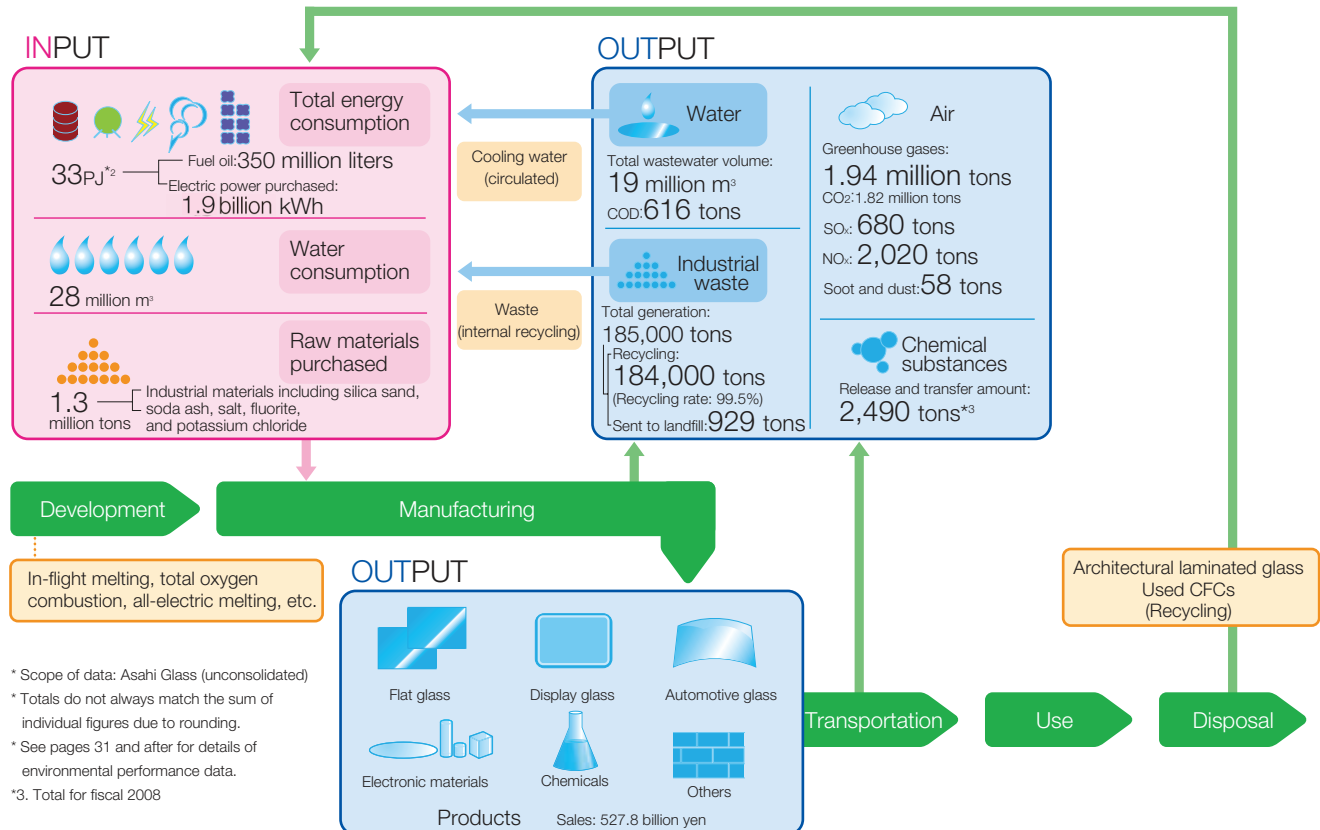 INPUT
Total energy
consumption
33PJ*2
Fuel oil:350 million liters
Electric power purchased:
1.9 billion kWh
Water
consumption
28 million m3
Raw materials
purchased
1.3
million tons
Industrial materials including silica sand,
soda ash, salt, fluorite,
and potassium chloride
Cooling water
(circulated)
Waste
(internal recycling)
OUTPUT
Water
Total wastewater volume:
19 million m3
COD:616 tons
Industrial
waste
Total generation:
185,000 tons
Recycling:
184,000 tons
(Recycling rate: 99.5%)
Sent to landfill:929 tons
Air
Greenhouse gases:
1.94 million tons
CO2:1.82 million tons
SOx: 680 tons
NOx: 2,020 tons
Soot and dust:58 tons
Chemical
substances
Release and transfer amount:
2,490 tons*3
Development
Manufacturing
In-flight melting, total oxygen
combustion, all-electric melting, etc.
OUTPUT
Flat glass
Display glass
Automotive glass
Electronic materials
Chemicals
Others
Products
Sales: 527.8 billion yen
Transportation
Use
Disposal
Architectural laminated glass
Used CFCs
(Recycling)
* Scope of data: Asahi Glass (unconsolidated)
* Totals do not always match the sum of
individual figures due to rounding.
* See pages 31 and after for details of
environmental performance data.
*3. Total for fiscal 2008